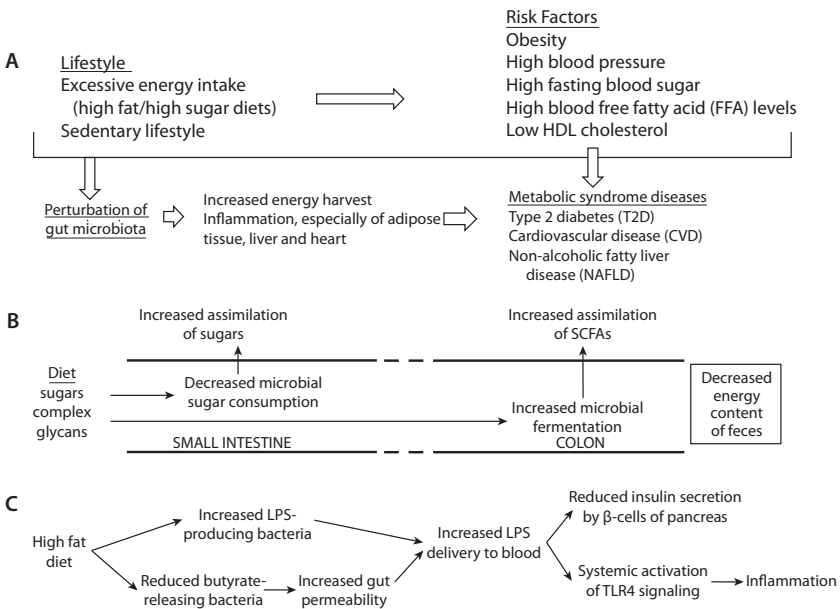 A
Lifestyle
Excessive energy intake
(high fat/high sugar diets)
Sedentary lifestyle
Risk Factors
Obesity
High blood pressure
High fasting blood sugar
High blood free fatty acid (FFA) levels
Low HDL cholesterol
Perturbation of
gut microbiota
Increased energy harvest
Inflammation, especially of adipose
tissue, liver and heart
Metabolic syndrome diseases
Type 2 diabetes (T2D)
Cardiovascular disease (CVD)
Non-alcoholic fatty liver
disease (NAFLD)
B
Increased assimilation
of sugars
Increased assimilation
of SCFAs
Diet
sugars
complex
glycans
Decreased microbial
sugar consumption
Increased microbial
fermentation
SMALL INTESTINE
COLON
Decreased
energy
content
of feces
C
High fat
diet
Increased LPS-
producing bacteria
Reduced butyrate-
releasing bacteria
Increased gut
permeability
Increased LPS
delivery to blood
Reduced insulin secretion
by β-cells of pancreas
Systemic activation
of TLR4 signaling
Inflammation